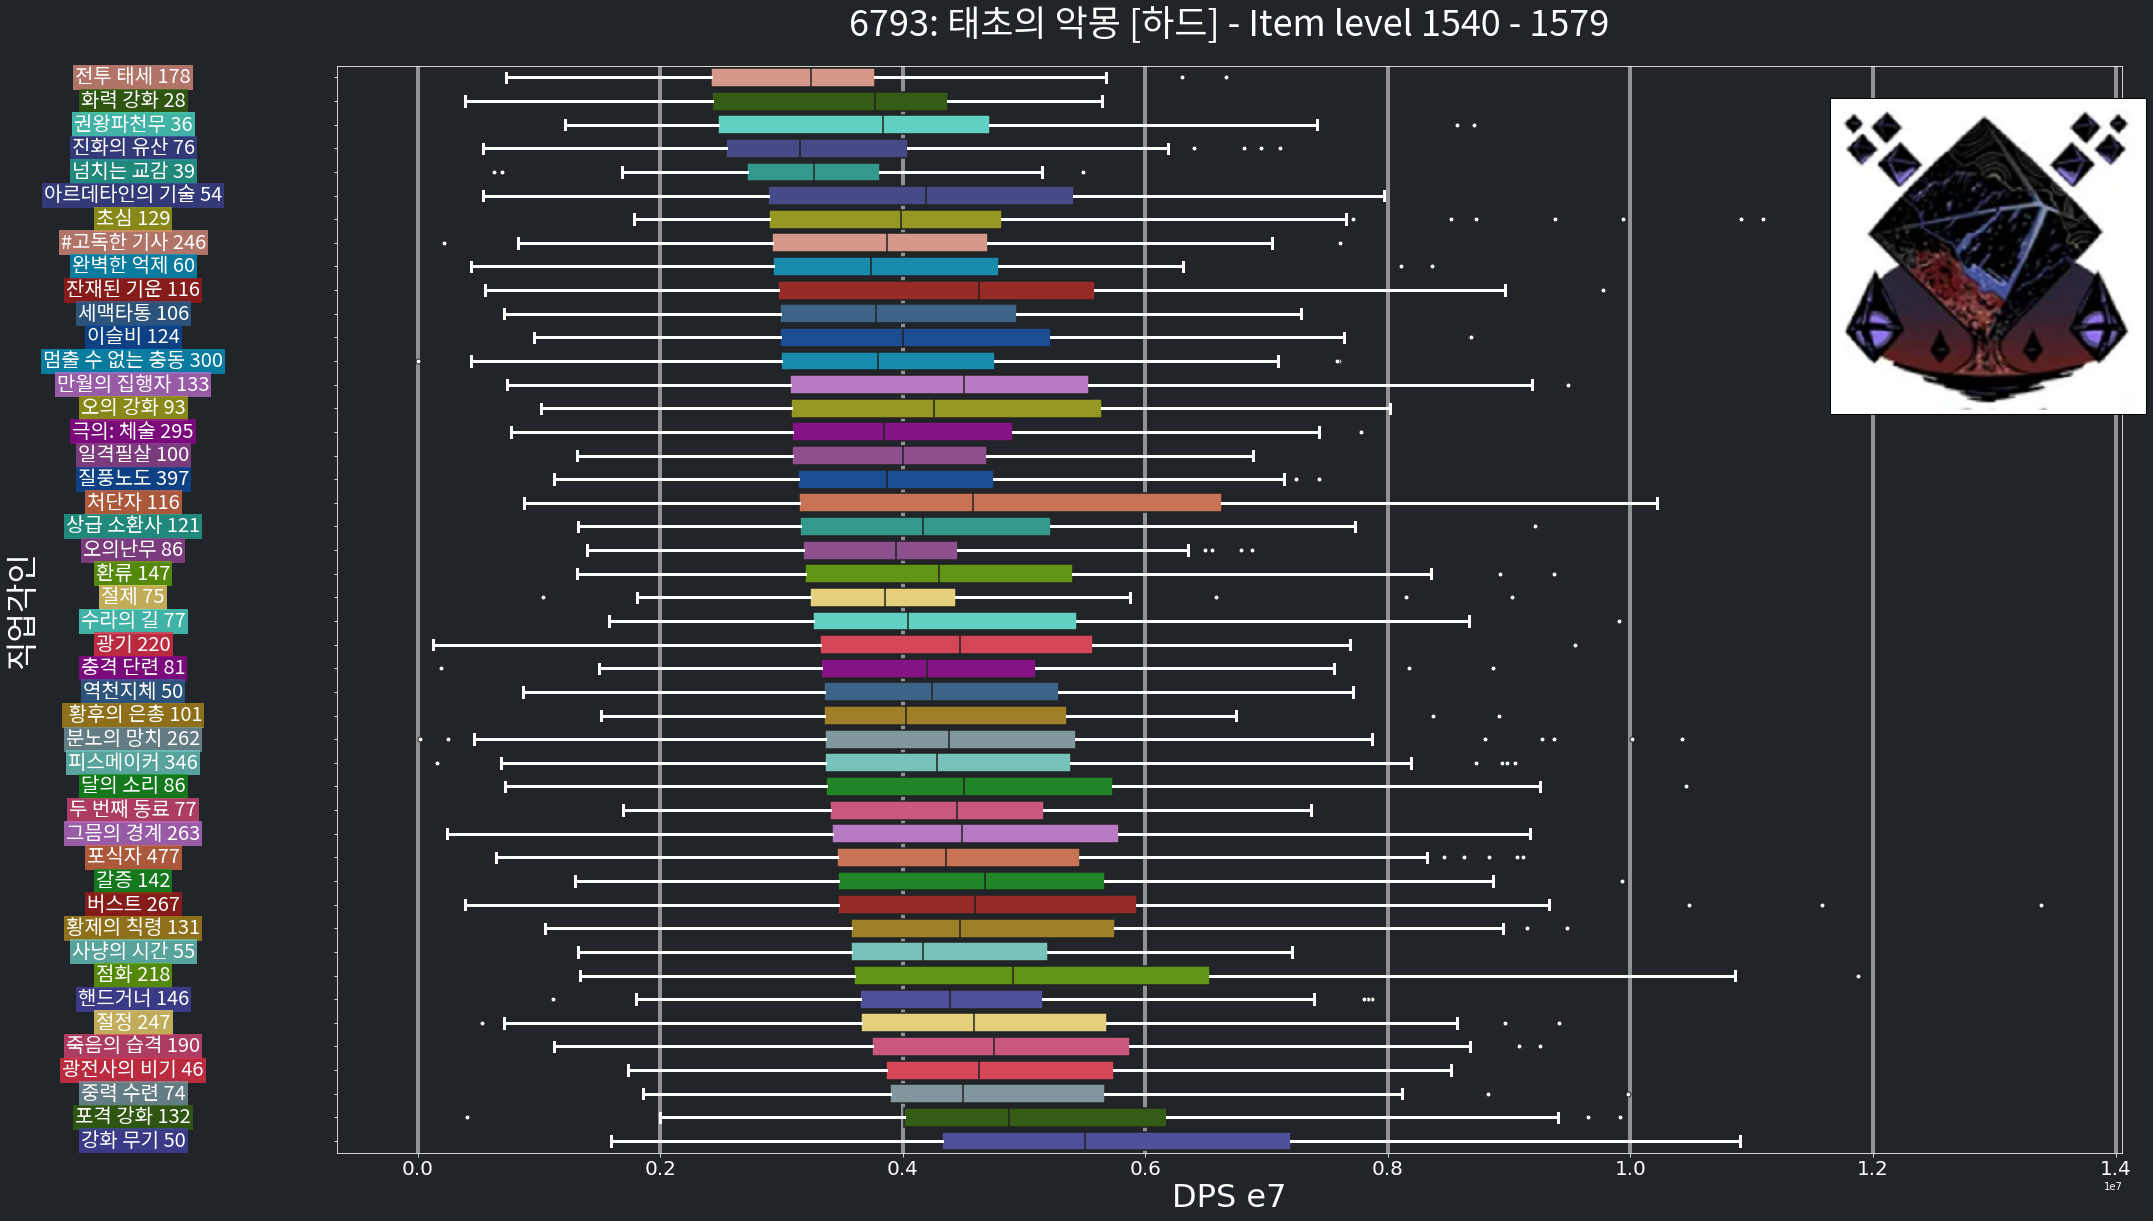 6793: 태초의 악몽 [하드] - Item level 1540 - 1579
전투 태세 178
화력 강화 28
권왕파천무 36
진화의 유산 76
넘치는 교감 39
아르데타인의 기술 54
초심 129
#고독한 기사 246
완벽한 억제 60
잔재된 기운 116
세맥타통 106
이슬비 124
멈출 수 없는 충동 300
만월의 집행자 133
오의 강화 93
극의: 체술 295
일격필살 100
질풍노도 397
처단자 116
상급 소환사 121
오의난무 86
환류 147
절제 75
수라의 길 77
광기 220
충격 단련 81
역천지체 50
황후의 은총 101
분노의 망치 262
피스메이커 346
달의 소리 86
두 번째 동료 77
그믐의 경계 263
포식자 477
갈증 142
버스트 267
황제의 칙령 131
사냥의 시간 55
점화 218
핸드거너 146
절정 247
죽음의 습격 190
광전사의 비기 46
중력 수련 74
포격 강화 132
강화 무기 50
직업각인
0.0 0.2 0.4 0.6 0.8 1.0 1.2 1.4
1e7
DPS e7